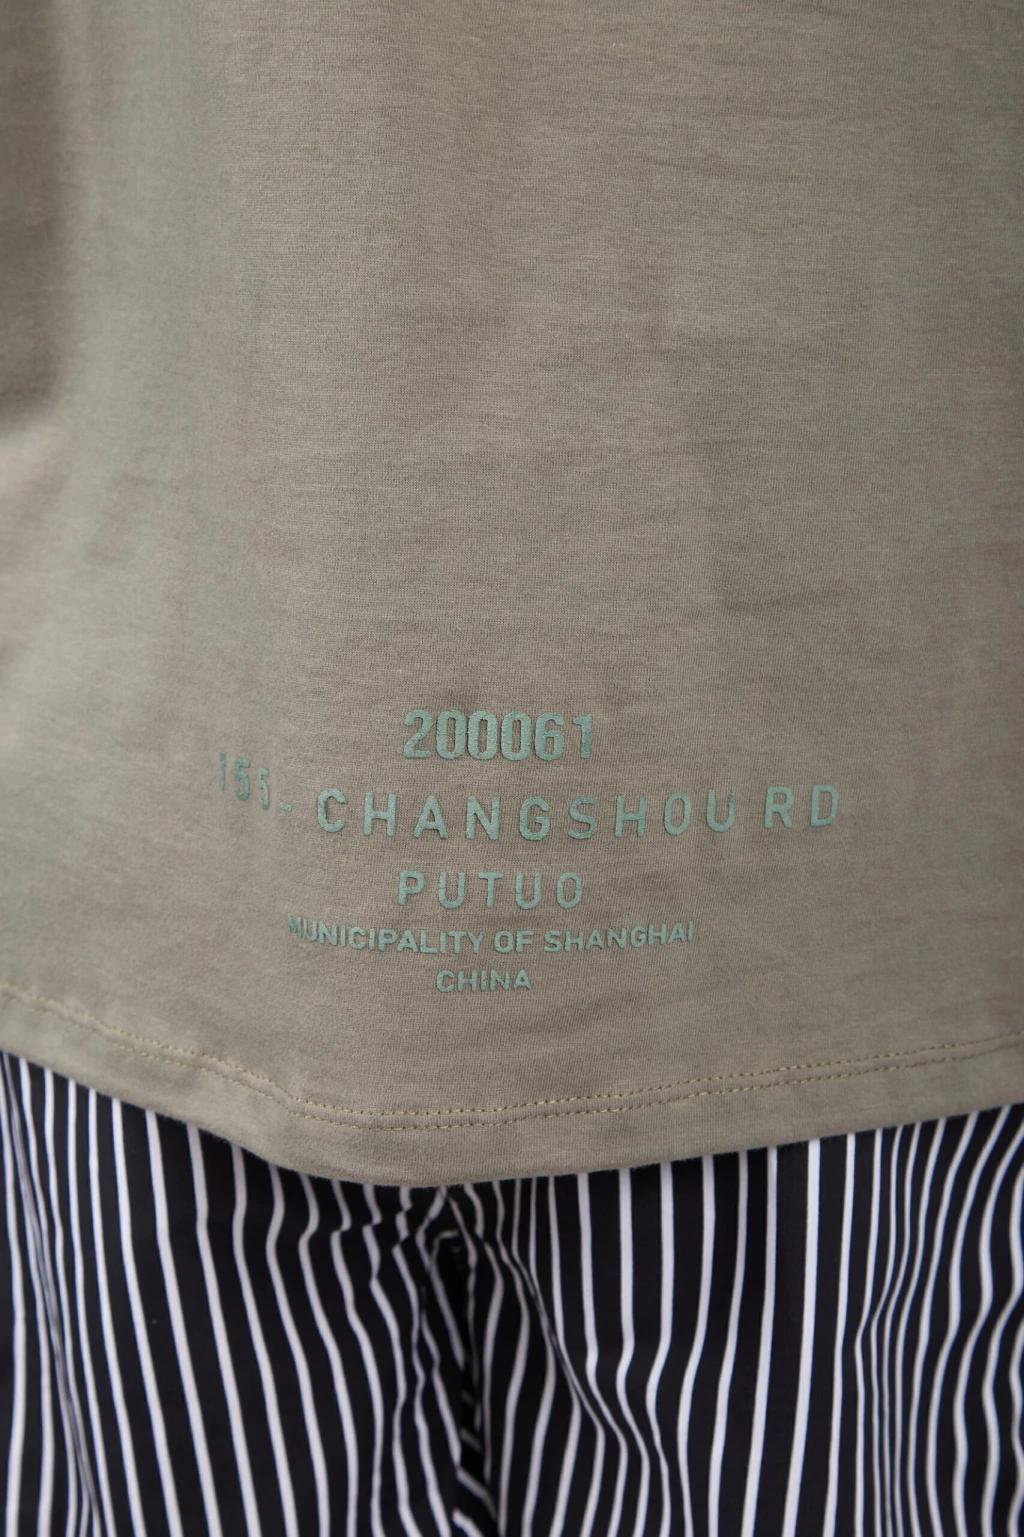 200061
155- CHANGSHOU RD
PUTUO
MUNICIPALITY OF SHANGHAI
CHINA